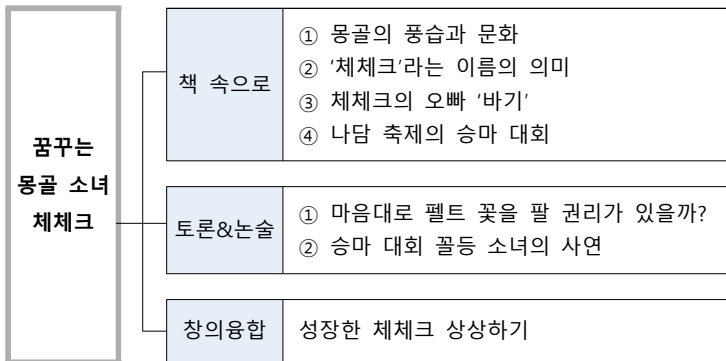 꿈꾸는
몽골 소녀
체체크
책 속으로
① 몽골의 풍습과 문화
② '체체크'라는 이름의 의미
③ 체체크의 오빠 '바기'
④ 나담 축제의 승마 대회
토론&논술
① 마음대로 펠트 꽃을 팔 권리가 있을까?
② 승마 대회 꼴등 소녀의 사연
창의융합
성장한 체체크 상상하기